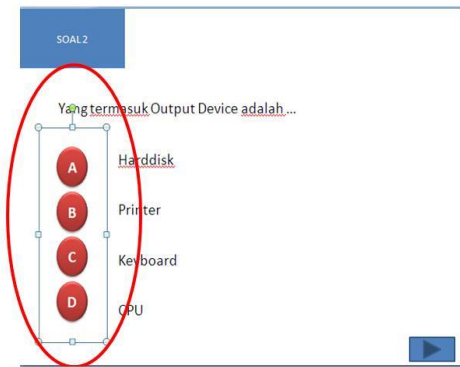 SOAL 2
Yang termasuk Output Device adalah ...
A Harddisk
B Printer
C Keyboard
D CPU